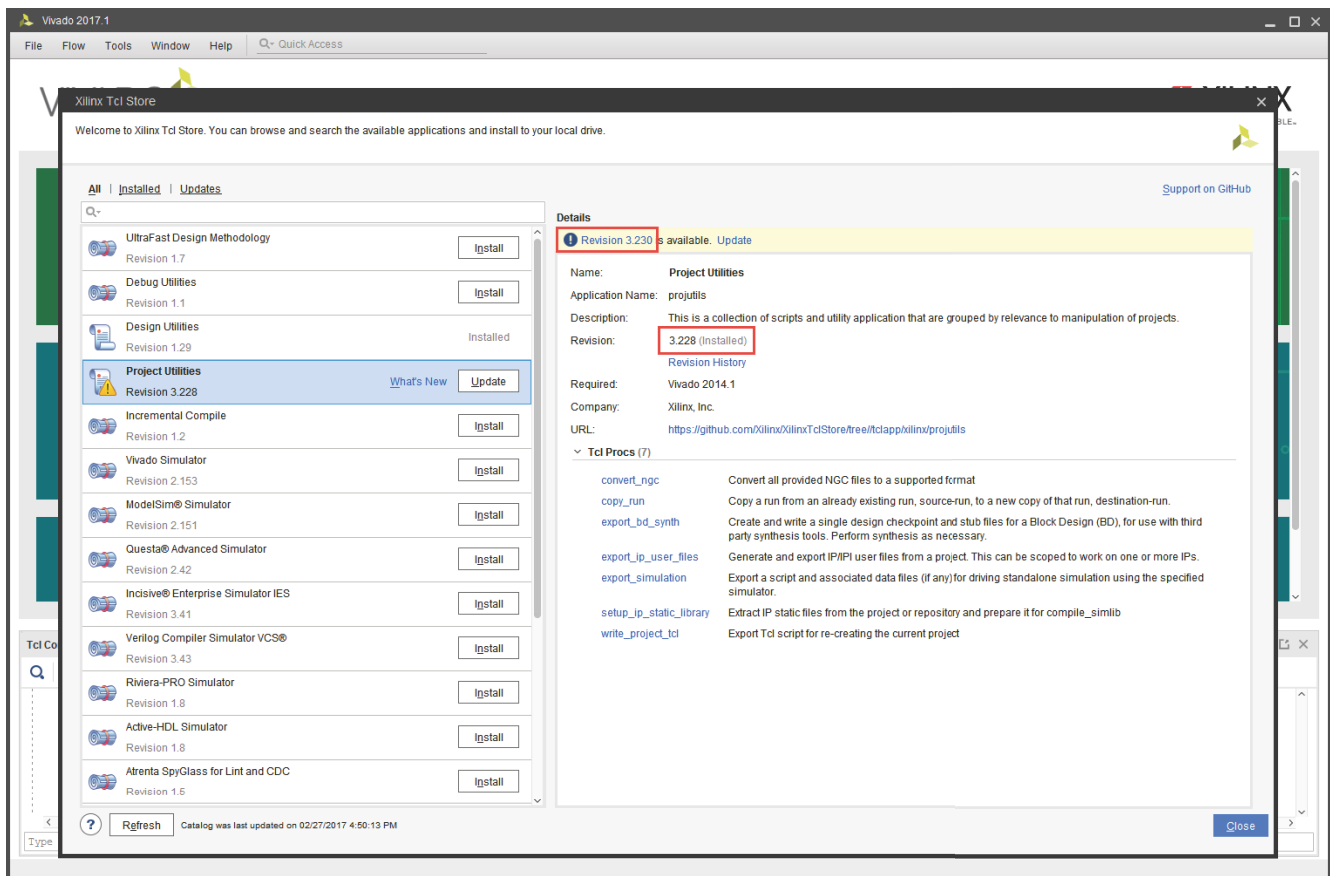 Vivado 2017.1
File Flow Tools Window Help Quick Access
Xilinx Tcl Store
Welcome to Xilinx Tcl Store. You can browse and search the available applications and install to your local drive.
All | Installed | Updates
Support on GitHub
UltraFast Design Methodology
Revision 1.7
Install
Debug Utilities
Revision 1.1
Install
Design Utilities
Revision 1.29
Installed
Project Utilities
Revision 3.228
What's New
Update
Incremental Compile
Revision 1.2
Install
Vivado Simulator
Revision 2.153
Install
ModelSim® Simulator
Revision 2.151
Install
Questa® Advanced Simulator
Revision 2.42
Install
Incisive® Enterprise Simulator IES
Revision 3.41
Install
Verilog Compiler Simulator VCS®
Revision 3.43
Install
Riviera-PRO Simulator
Revision 1.8
Install
Active-HDL Simulator
Revision 1.8
Install
Atrenta SpyGlass for Lint and CDC
Revision 1.5
Install
Details
Revision 3.230 is available. Update
Name: Project Utilities
Application Name: projutils
Description: This is a collection of scripts and utility application that are grouped by relevance to manipulation of projects.
Revision: 3.228 (Installed)
Revision History
Required: Vivado 2014.1
Company: Xilinx, Inc.
URL: https://github.com/Xilinx/XilinxTclStore/tree//tclapp/xilinx/projutils
Tcl Procs (7)
convert_ngc Convert all provided NGC files to a supported format
copy_run Copy a run from an already existing run, source-run, to a new copy of that run, destination-run.
export_bd_synth Create and write a single design checkpoint and stub files for a Block Design (BD), for use with third
party synthesis tools. Perform synthesis as necessary.
export_ip_user_files Generate and export IP/IPI user files from a project. This can be scoped to work on one or more IPs.
export_simulation Export a script and associated data files (if any) for driving standalone simulation using the specified
simulator.
setup_ip_static_library Extract IP static files from the project or repository and prepare it for compile_simlib
write_project_tcl Export Tcl script for re-creating the current project
Tcl Co
Type
? Refresh Catalog was last updated on 02/27/2017 4:50:13 PM
Close